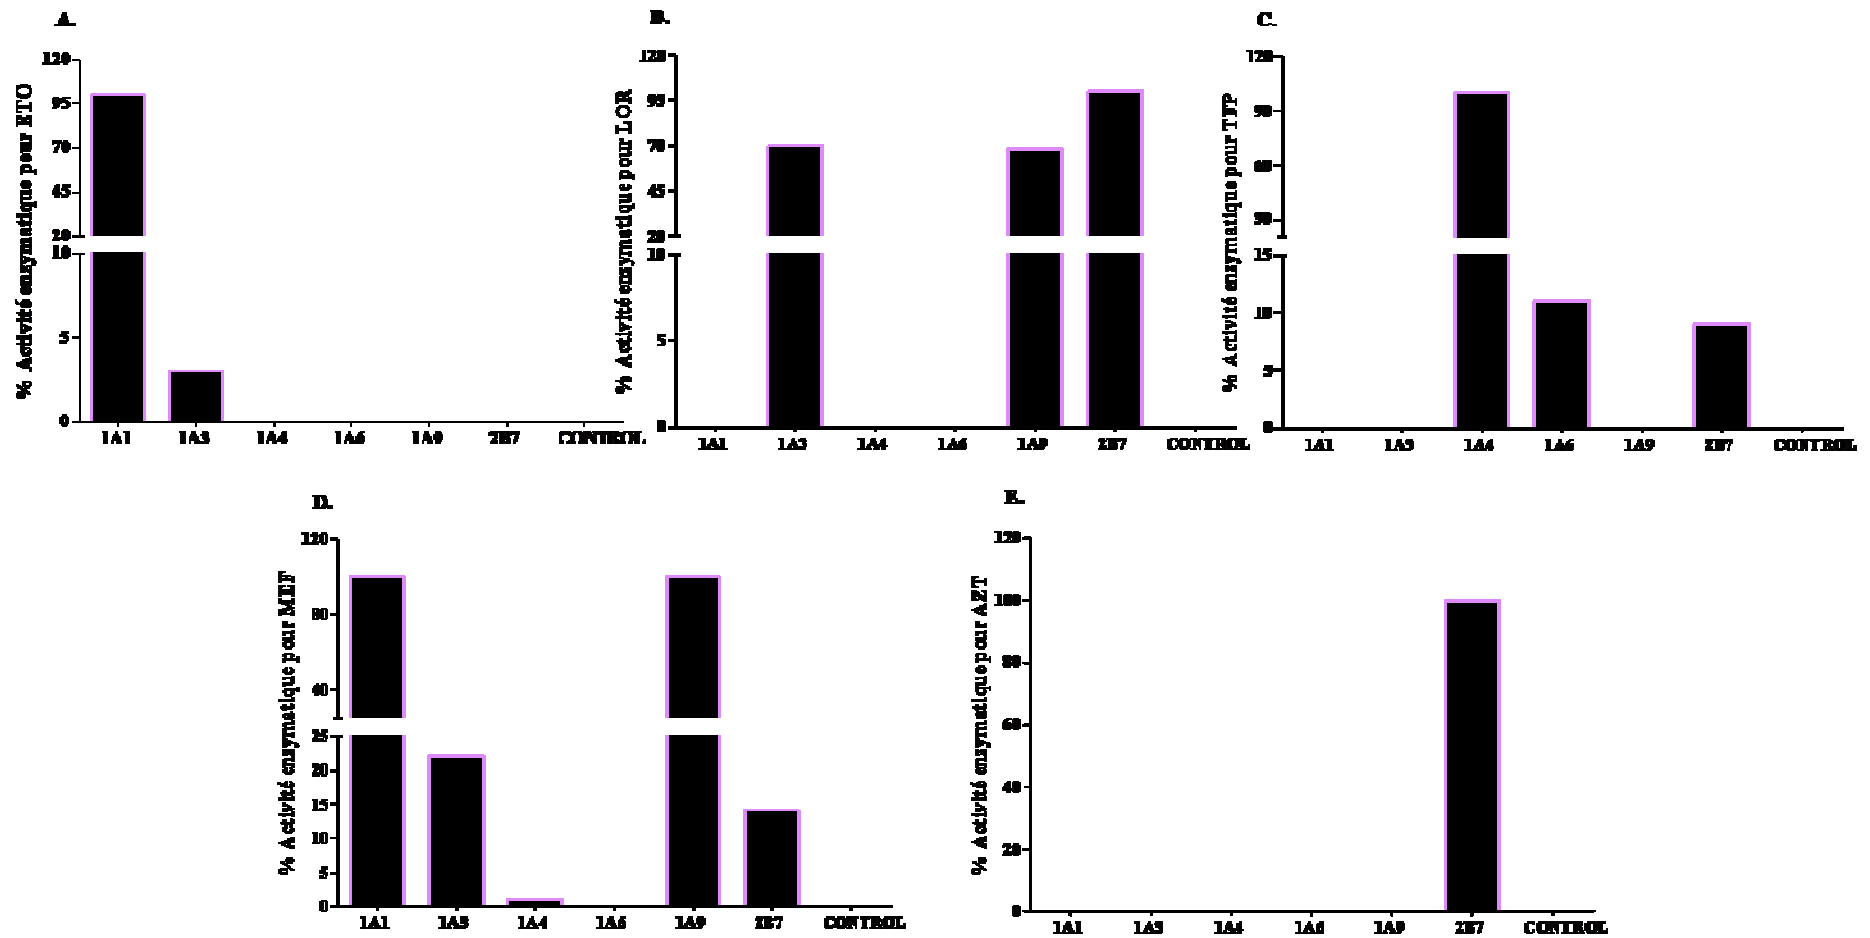 A.
% Activité enzymatique pour ETO
120
95
70
45
20
10
5
0
1A1 1A3 1A4 1A6 1A9 2B7 CONTROL
B.
% Activité enzymatique pour LOR
120
95
70
45
20
10
5
0
1A1 1A3 1A4 1A6 1A9 2B7 CONTROL
C.
% Activité enzymatique pour TFP
120
90
60
30
15
10
5
0
1A1 1A3 1A4 1A6 1A9 2B7 CONTROL
D.
% Activité enzymatique pour MEF
120
80
40
25
20
15
10
5
0
1A1 1A3 1A4 1A6 1A9 2B7 CONTROL
E.
% Activité enzymatique pour AZT
120
100
80
60
40
20
0
1A1 1A3 1A4 1A6 1A9 2B7 CONTROL